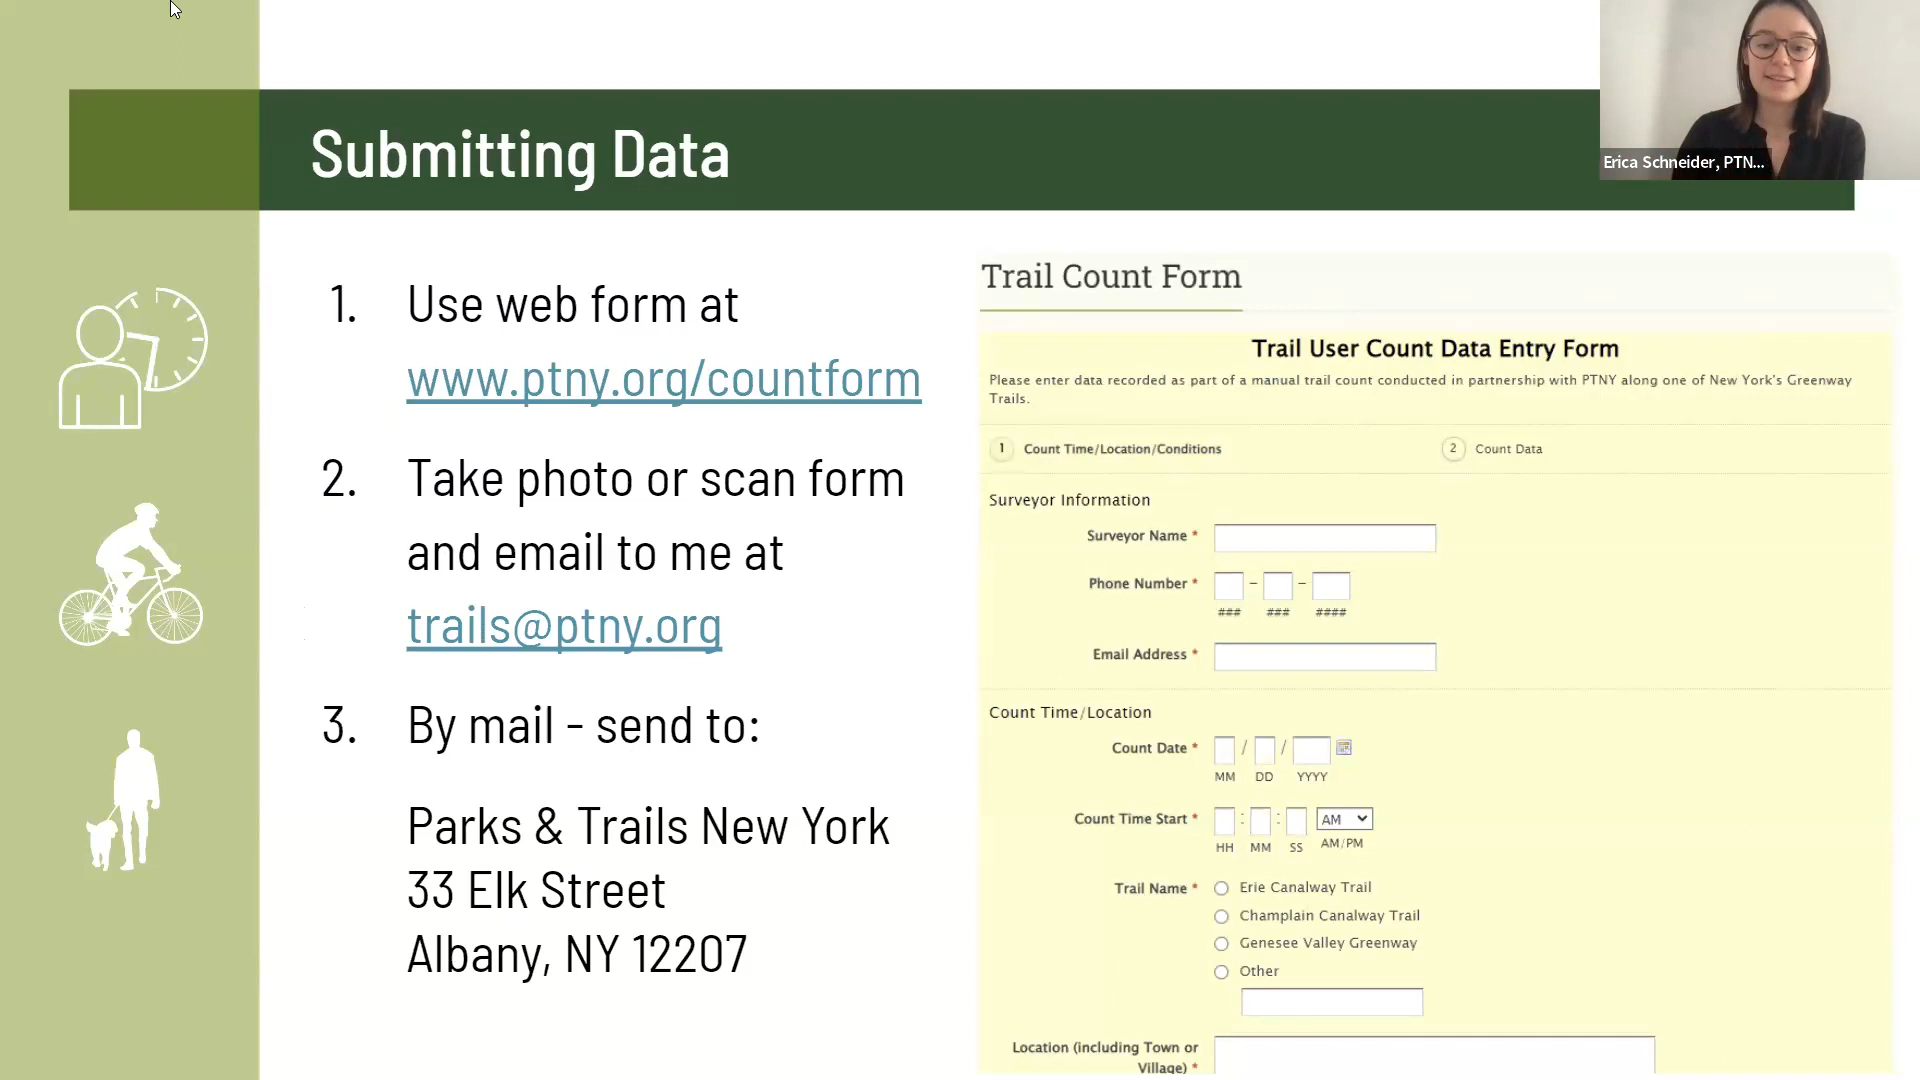 Submitting Data
Erica Schneider, PTN...
1. Use web form at
www.ptny.org/countform
2. Take photo or scan form
and email to me at
trails@ptny.org
3. By mail - send to:
Parks & Trails New York
33 Elk Street
Albany, NY 12207
Trail Count Form
Trail User Count Data Entry Form
Please enter data recorded as part of a manual trail count conducted in partnership with PTNY along one of New York's Greenway
Trails.
1 Count Time/Location/Conditions 2 Count Data
Surveyor Information
Surveyor Name *
Phone Number * – –
### ### ####
Email Address *
Count Time/Location
Count Date * / /
MM DD YYYY
Count Time Start * : : AM
HH MM SS AM/PM
Trail Name * Erie Canalway Trail
Champlain Canalway Trail
Genesee Valley Greenway
Other
Location (including Town or
Village) *